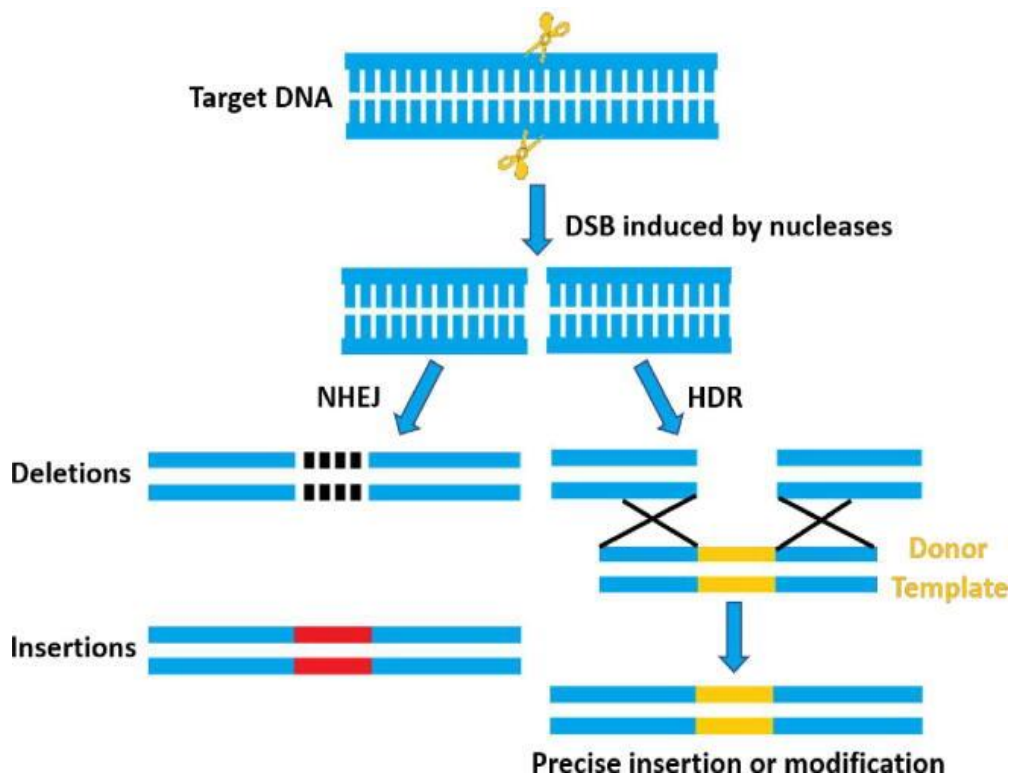 Target DNA
DSB induced by nucleases
NHEJ
HDR
Deletions
Donor
Template
Insertions
Precise insertion or modification